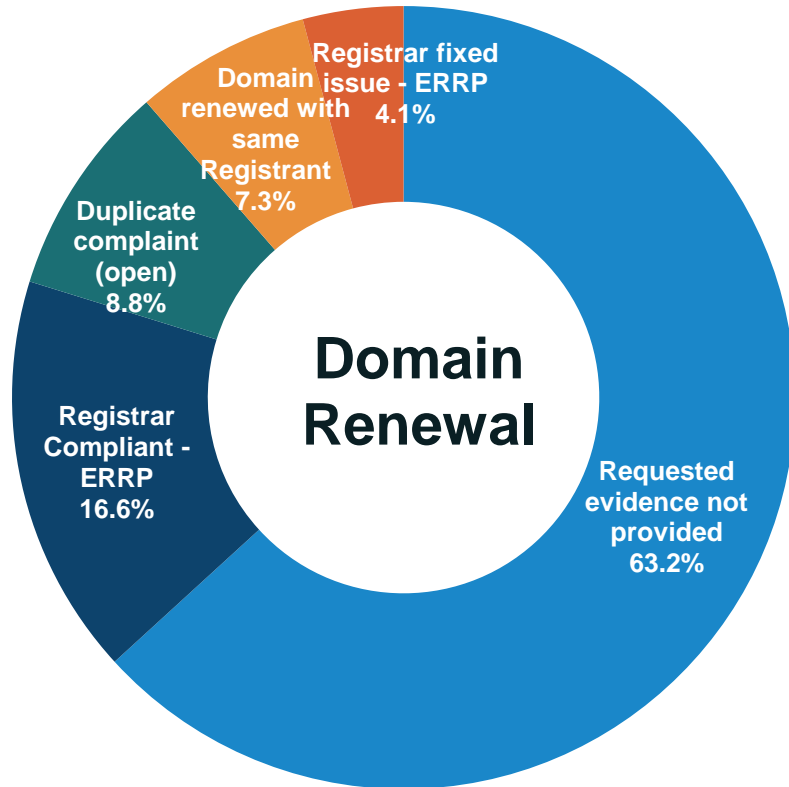 Registrar fixed
issue - ERRP
4.1%
Domain
renewed with
same
Registrant
7.3%
Duplicate
complaint
(open)
8.8%
Domain
Renewal
Registrar
Compliant -
ERRP
16.6%
Requested
evidence not
provided
63.2%